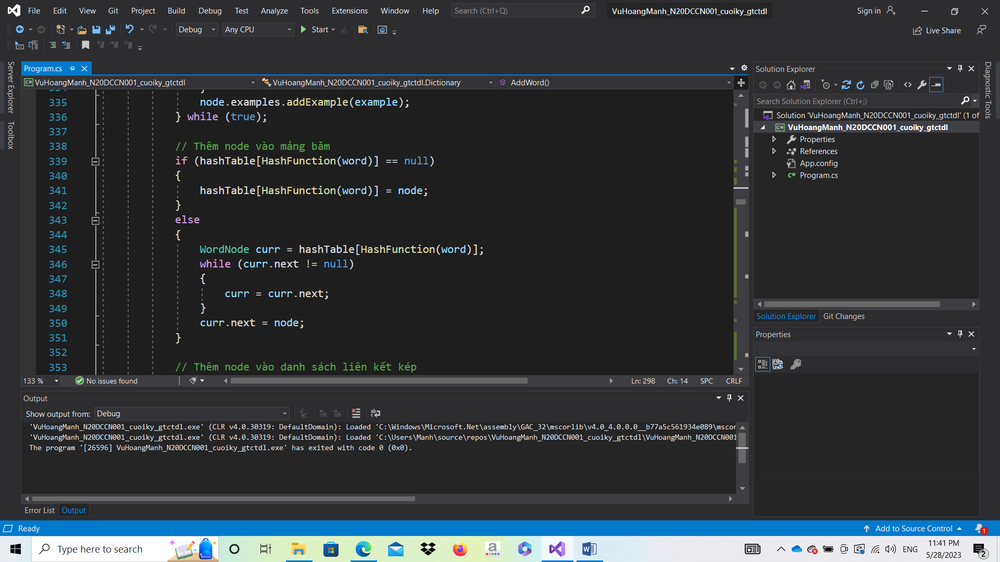 File Edit View Git Project Build Debug Test Analyze Tools Extensions Window Help Search (Ctrl+Q) VuHoangManh_N20DCCN001_cuoiky_gtctdl Sign in
Debug Any CPU Start Live Share
Server Explorer
Toolbox
Program.cs
VuHoangManh_N20DCCN001_cuoiky_gtctdl VuHoangManh_N20DCCN001_cuoiky_gtctdl.Dictionary AddWord()
335 node.examples.addExample(example);
336 } while (true);
337
338 // Thêm node vào mảng băm
339 if (hashTable[HashFunction(word)] == null)
340 {
341 hashTable[HashFunction(word)] = node;
342 }
343 else
344 {
345 WordNode curr = hashTable[HashFunction(word)];
346 while (curr.next != null)
347 {
348 curr = curr.next;
349 }
350 curr.next = node;
351 }
352
353 // Thêm node vào danh sách liên kết kép
133 % No issues found Ln: 298 Ch: 14 SPC CRLF
Output
Show output from: Debug
'VuHoangManh_N20DCCN001_cuoiky_gtctdl.exe' (CLR v4.0.30319: DefaultDomain): Loaded 'C:\Windows\Microsoft.Net\assembly\GAC_32\mscorlib\v4.0_4.0.0.0__b77a5c561934e089\mscor
'VuHoangManh_N20DCCN001_cuoiky_gtctdl.exe' (CLR v4.0.30319: DefaultDomain): Loaded 'C:\Users\Manh\source\repos\VuHoangManh_N20DCCN001_cuoiky_gtctdl\VuHoangManh_N20DCCN001
The program '[26596] VuHoangManh_N20DCCN001_cuoiky_gtctdl.exe' has exited with code 0 (0x0).
Error List Output
Solution Explorer
Search Solution Explorer (Ctrl+;)
Solution 'VuHoangManh_N20DCCN001_cuoiky_gtctdl' (1 of
VuHoangManh_N20DCCN001_cuoiky_gtctdl
Properties
References
App.config
Program.cs
Solution Explorer Git Changes
Properties
Diagnostic Tools
Ready Add to Source Control 1
Type here to search ENG 11:41 PM
5/28/2023 2